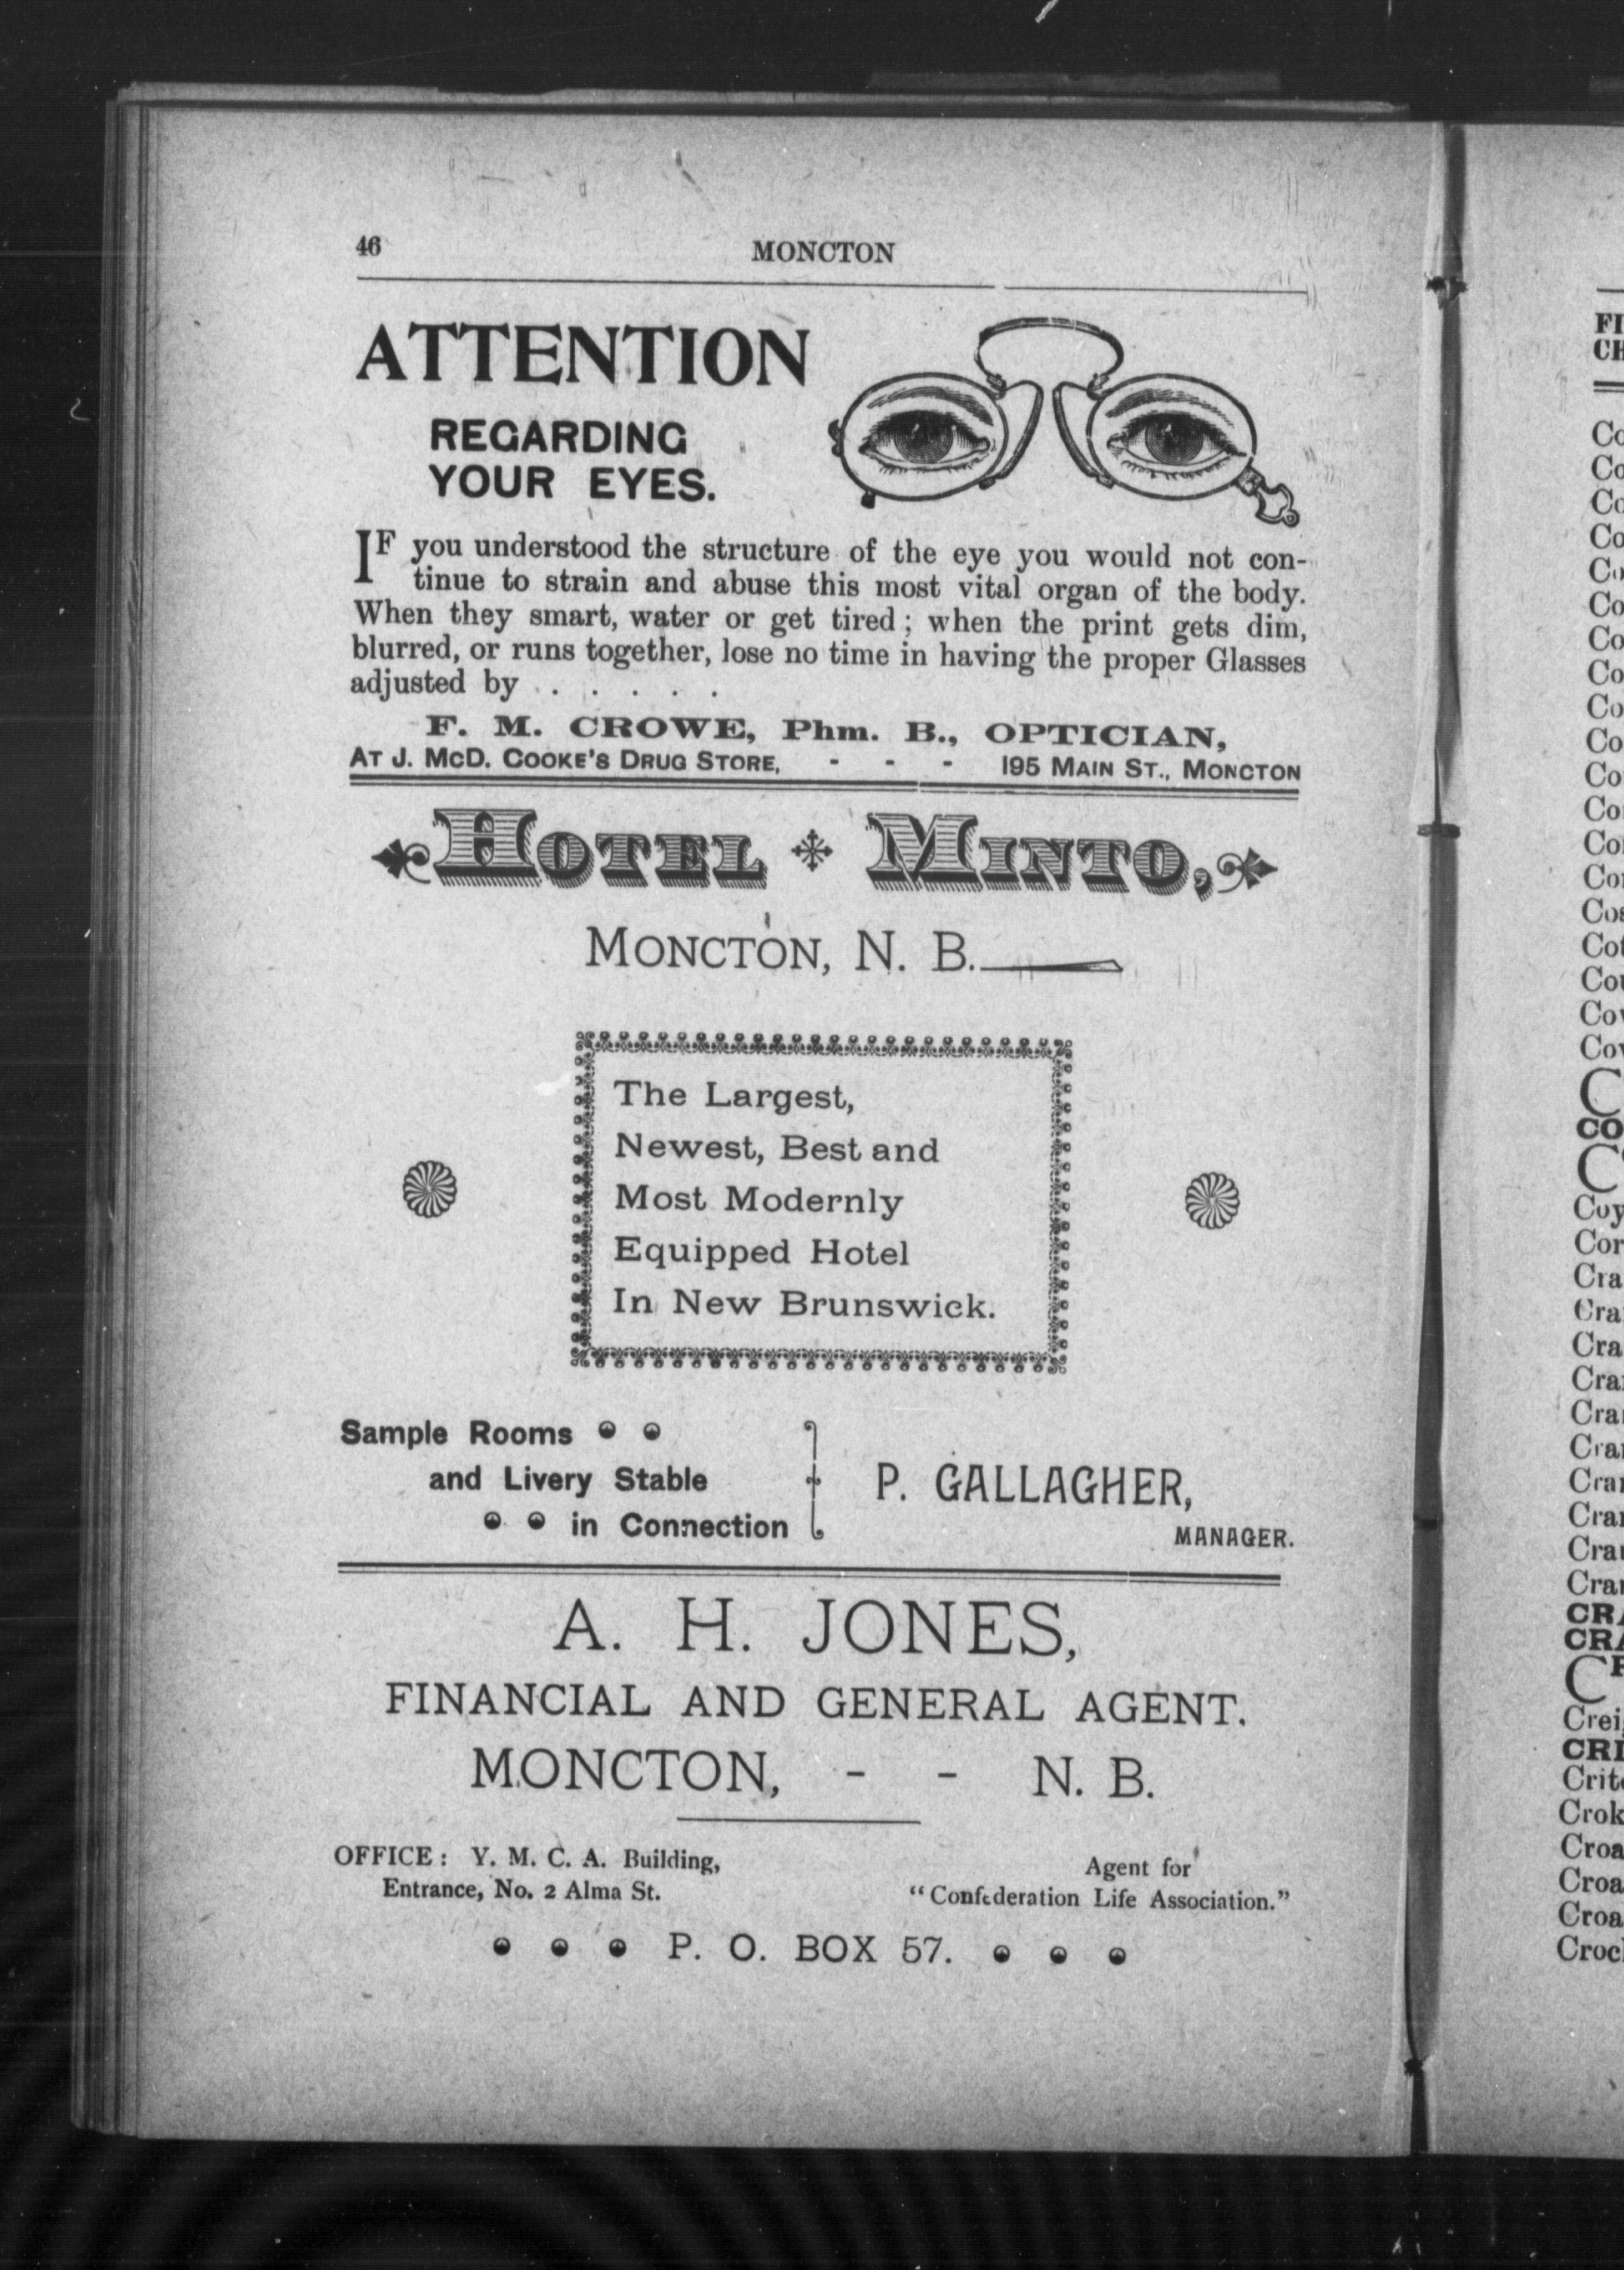 46
MONCTON
ATTENTION
REGARDING
YOUR EYES.
IF you understood the structure of the eye you would not con-
tinue to strain and abuse this most vital organ of the body.
When they smart, water or get tired; when the print gets dim,
blurred, or runs together, lose no time in having the proper Glasses
adjusted by . . . . . .
F. M. CROWE, Phm. B., OPTICIAN,
AT J. MCD. COOKE'S DRUG STORE, - - - 195 MAIN ST., MONCTON
HOTEL MINTO,
MONCTON, N. B.
The Largest,
Newest, Best and
Most Modernly
Equipped Hotel
In New Brunswick.
Sample Rooms
and Livery Stable
in Connection
P. GALLAGHER,
MANAGER.
A. H. JONES,
FINANCIAL AND GENERAL AGENT.
MONCTON, - - N. B.
OFFICE: Y. M. C. A. Building,
Entrance, No. 2 Alma St.
Agent for
"Confederation Life Association."
P. O. BOX 57.